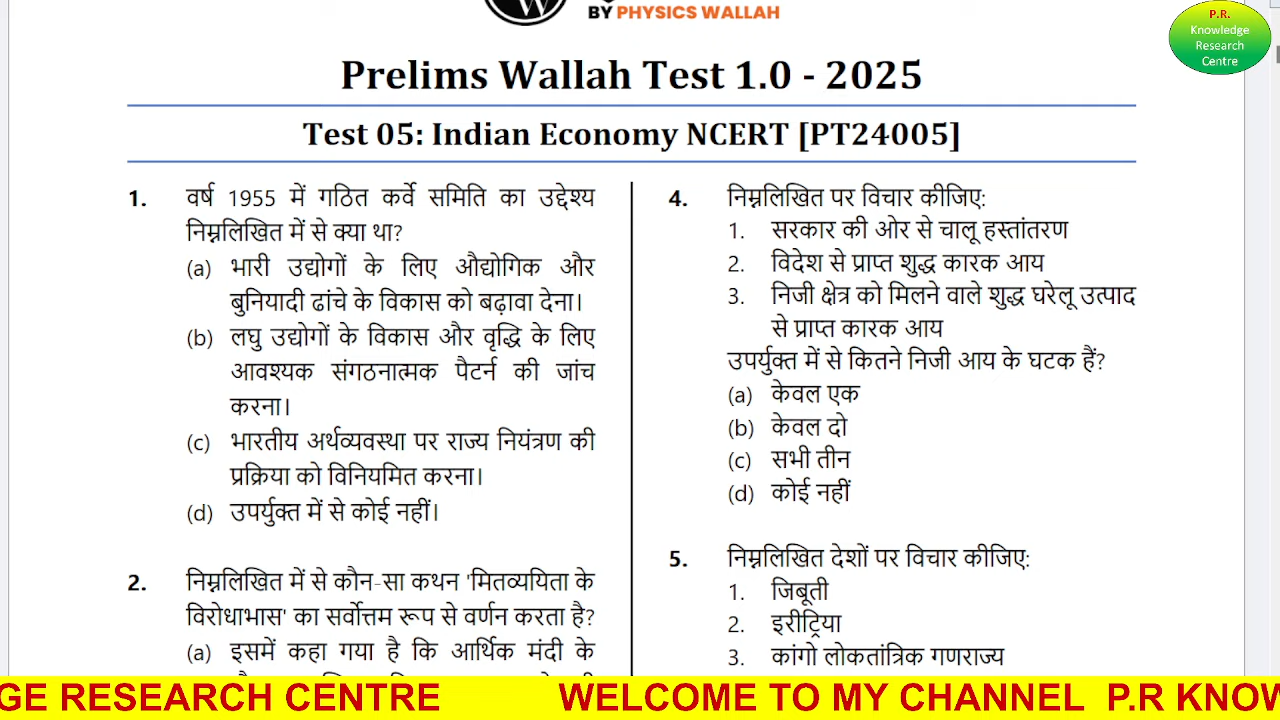 W
BY PHYSICS WALLAH
P.R.
Knowledge
Research
Centre
Prelims Wallah Test 1.0 - 2025
Test 05: Indian Economy NCERT [PT24005]
1. वर्ष 1955 में गठित कर्वे समिति का उद्देश्य
निम्नलिखित में से क्या था?
(a) भारी उद्योगों के लिए औद्योगिक और
बुनियादी ढांचे के विकास को बढ़ावा देना।
(b) लघु उद्योगों के विकास और वृद्धि के लिए
आवश्यक संगठनात्मक पैटर्न की जांच
करना।
(c) भारतीय अर्थव्यवस्था पर राज्य नियंत्रण की
प्रक्रिया को विनियमित करना।
(d) उपर्युक्त में से कोई नहीं।
2. निम्नलिखित में से कौन-सा कथन 'मितव्ययिता के
विरोधाभास' का सर्वोत्तम रूप से वर्णन करता है?
(a) इसमें कहा गया है कि आर्थिक मंदी के
4. निम्नलिखित पर विचार कीजिए:
1. सरकार की ओर से चालू हस्तांतरण
2. विदेश से प्राप्त शुद्ध कारक आय
3. निजी क्षेत्र को मिलने वाले शुद्ध घरेलू उत्पाद
से प्राप्त कारक आय
उपर्युक्त में से कितने निजी आय के घटक हैं?
(a) केवल एक
(b) केवल दो
(c) सभी तीन
(d) कोई नहीं
5. निम्नलिखित देशों पर विचार कीजिए:
1. जिबूती
2. इरीट्रिया
3. कांगो लोकतांत्रिक गणराज्य
GE RESEARCH CENTRE WELCOME TO MY CHANNEL P.R KNOW